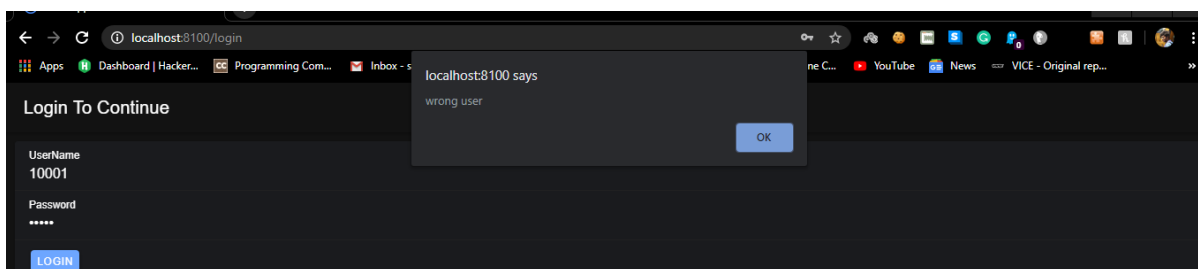 localhost:8100/login
Apps Dashboard | Hacker... CC Programming Com... Inbox - s ne C... YouTube News VICE - Original rep... »
localhost:8100 says
wrong user
OK
Login To Continue
UserName
10001
Password
•••••
LOGIN